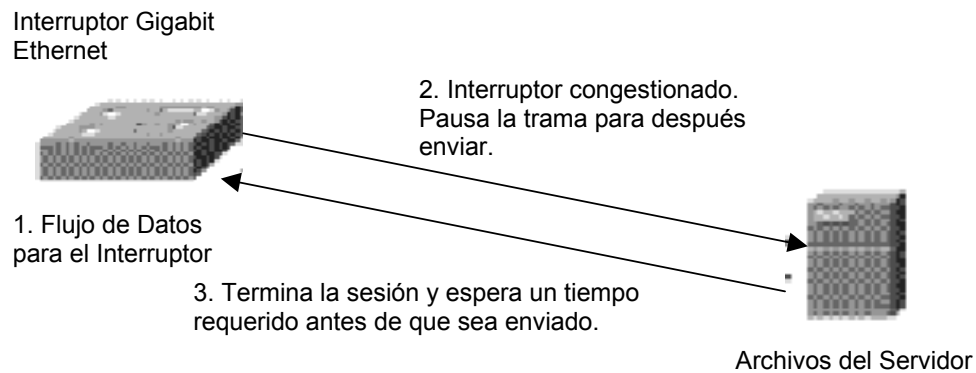 Interruptor Gigabit
Ethernet
2. Interruptor congestionado.
Pausa la trama para después
enviar.
1. Flujo de Datos
para el Interruptor
3. Termina la sesión y espera un tiempo
requerido antes de que sea enviado.
Archivos del Servidor